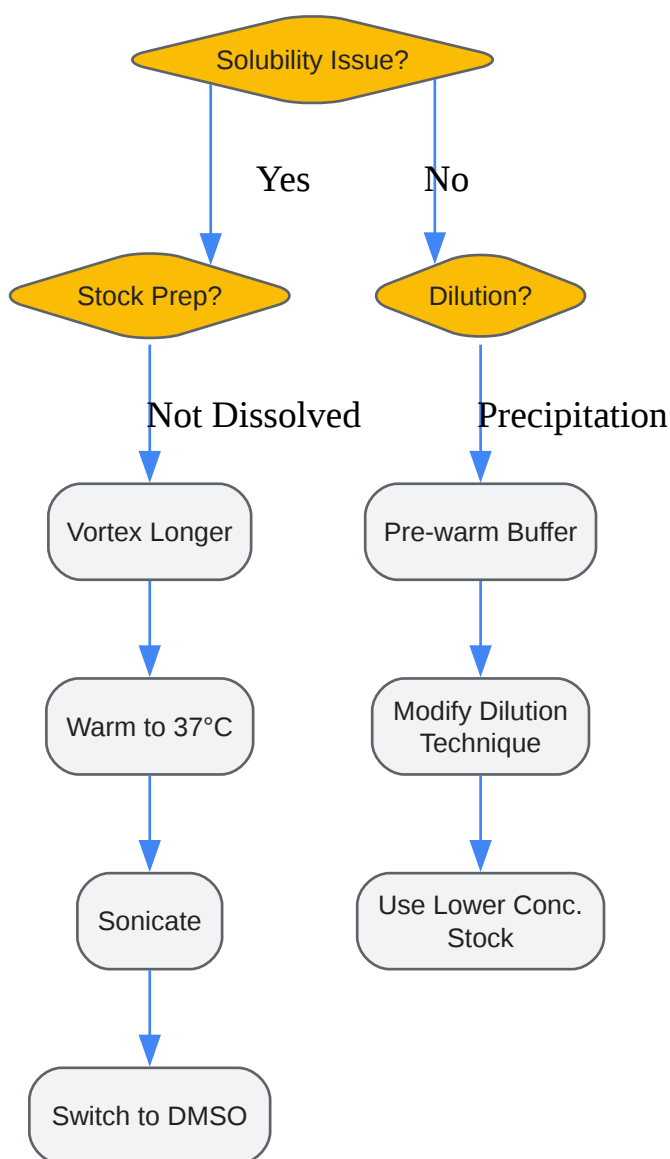 Solubility Issue?
Yes
No
Stock Prep?
Dilution?
Not Dissolved
Precipitation
Vortex Longer
Pre-warm Buffer
Warm to 37°C
Modify Dilution
Technique
Sonicate
Use Lower Conc.
Stock
Switch to DMSO